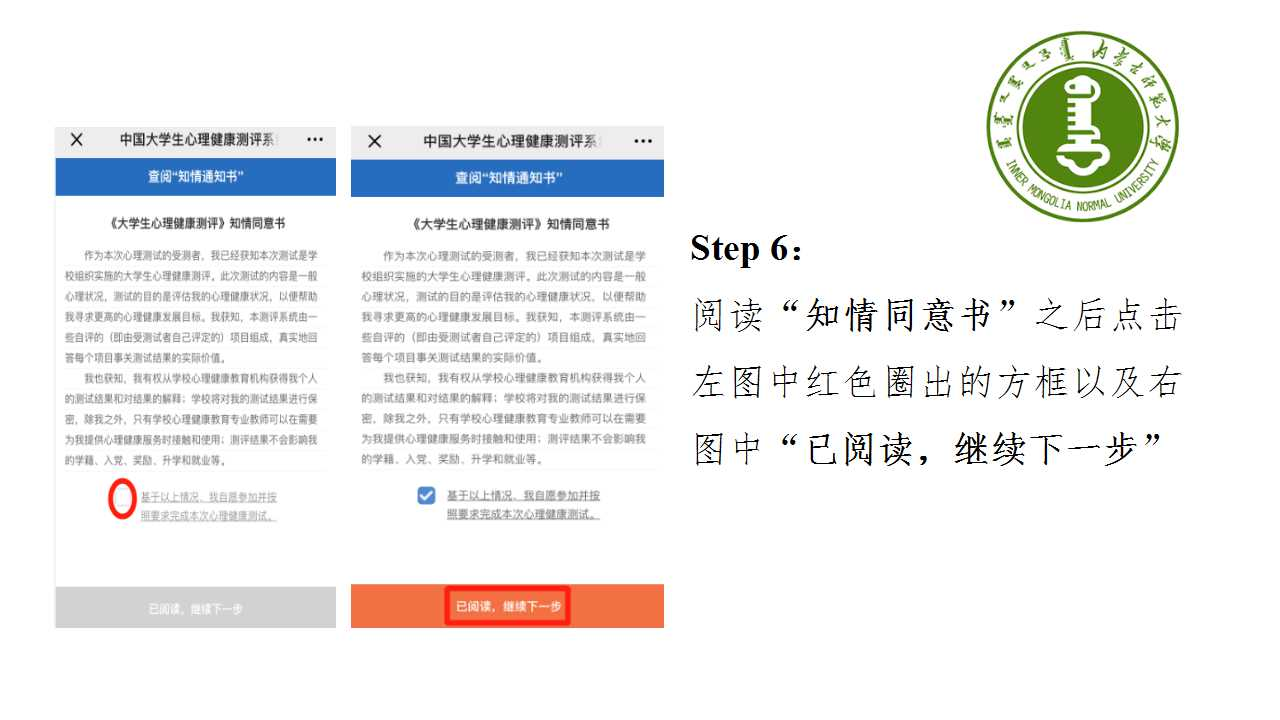 中国大学生心理健康测评系
查阅“知情通知书”
《大学生心理健康测评》知情同意书
作为本次心理测试的受测者，我已经获知本次测试是学
校组织实施的大学生心理健康测评。此次测试的内容是一般
心理状况，测试的目的是评估我的心理健康状况，以便帮助
我寻求更高的心理健康发展目标。我获知，本测评系统由一
些自评的（即由受测试者自己评定的）项目组成，真实地回
答每个项目事关测试结果的实际价值。
我也获知，我有权从学校心理健康教育机构获得我个人
的测试结果和对结果的解释；学校将对我的测试结果进行保
密，除我之外，只有学校心理健康教育专业教师可以在需要
为我提供心理健康服务时接触和使用；测评结果不会影响我
的学籍、入党、奖励、升学和就业等。
基于以上情况、我自愿参加并按
照要求完成本次心理健康测试。
已阅读，继续下一步
中国大学生心理健康测评系
查阅“知情通知书”
《大学生心理健康测评》知情同意书
作为本次心理测试的受测者，我已经获知本次测试是学
校组织实施的大学生心理健康测评。此次测试的内容是一般
心理状况，测试的目的是评估我的心理健康状况，以便帮助
我寻求更高的心理健康发展目标。我获知，本测评系统由一
些自评的（即由受测试者自己评定的）项目组成，真实地回
答每个项目事关测试结果的实际价值。
我也获知，我有权从学校心理健康教育机构获得我个人
的测试结果和对结果的解释；学校将对我的测试结果进行保
密，除我之外，只有学校心理健康教育专业教师可以在需要
为我提供心理健康服务时接触和使用；测评结果不会影响我
的学籍、入党、奖励、升学和就业等。
基于以上情况、我自愿参加并按
照要求完成本次心理健康测试。
已阅读，继续下一步
内蒙古师范大学
INNER MONGOLIA NORMAL UNIVERSITY
Step 6：
阅读“知情同意书”之后点击
左图中红色圈出的方框以及右
图中“已阅读，继续下一步”